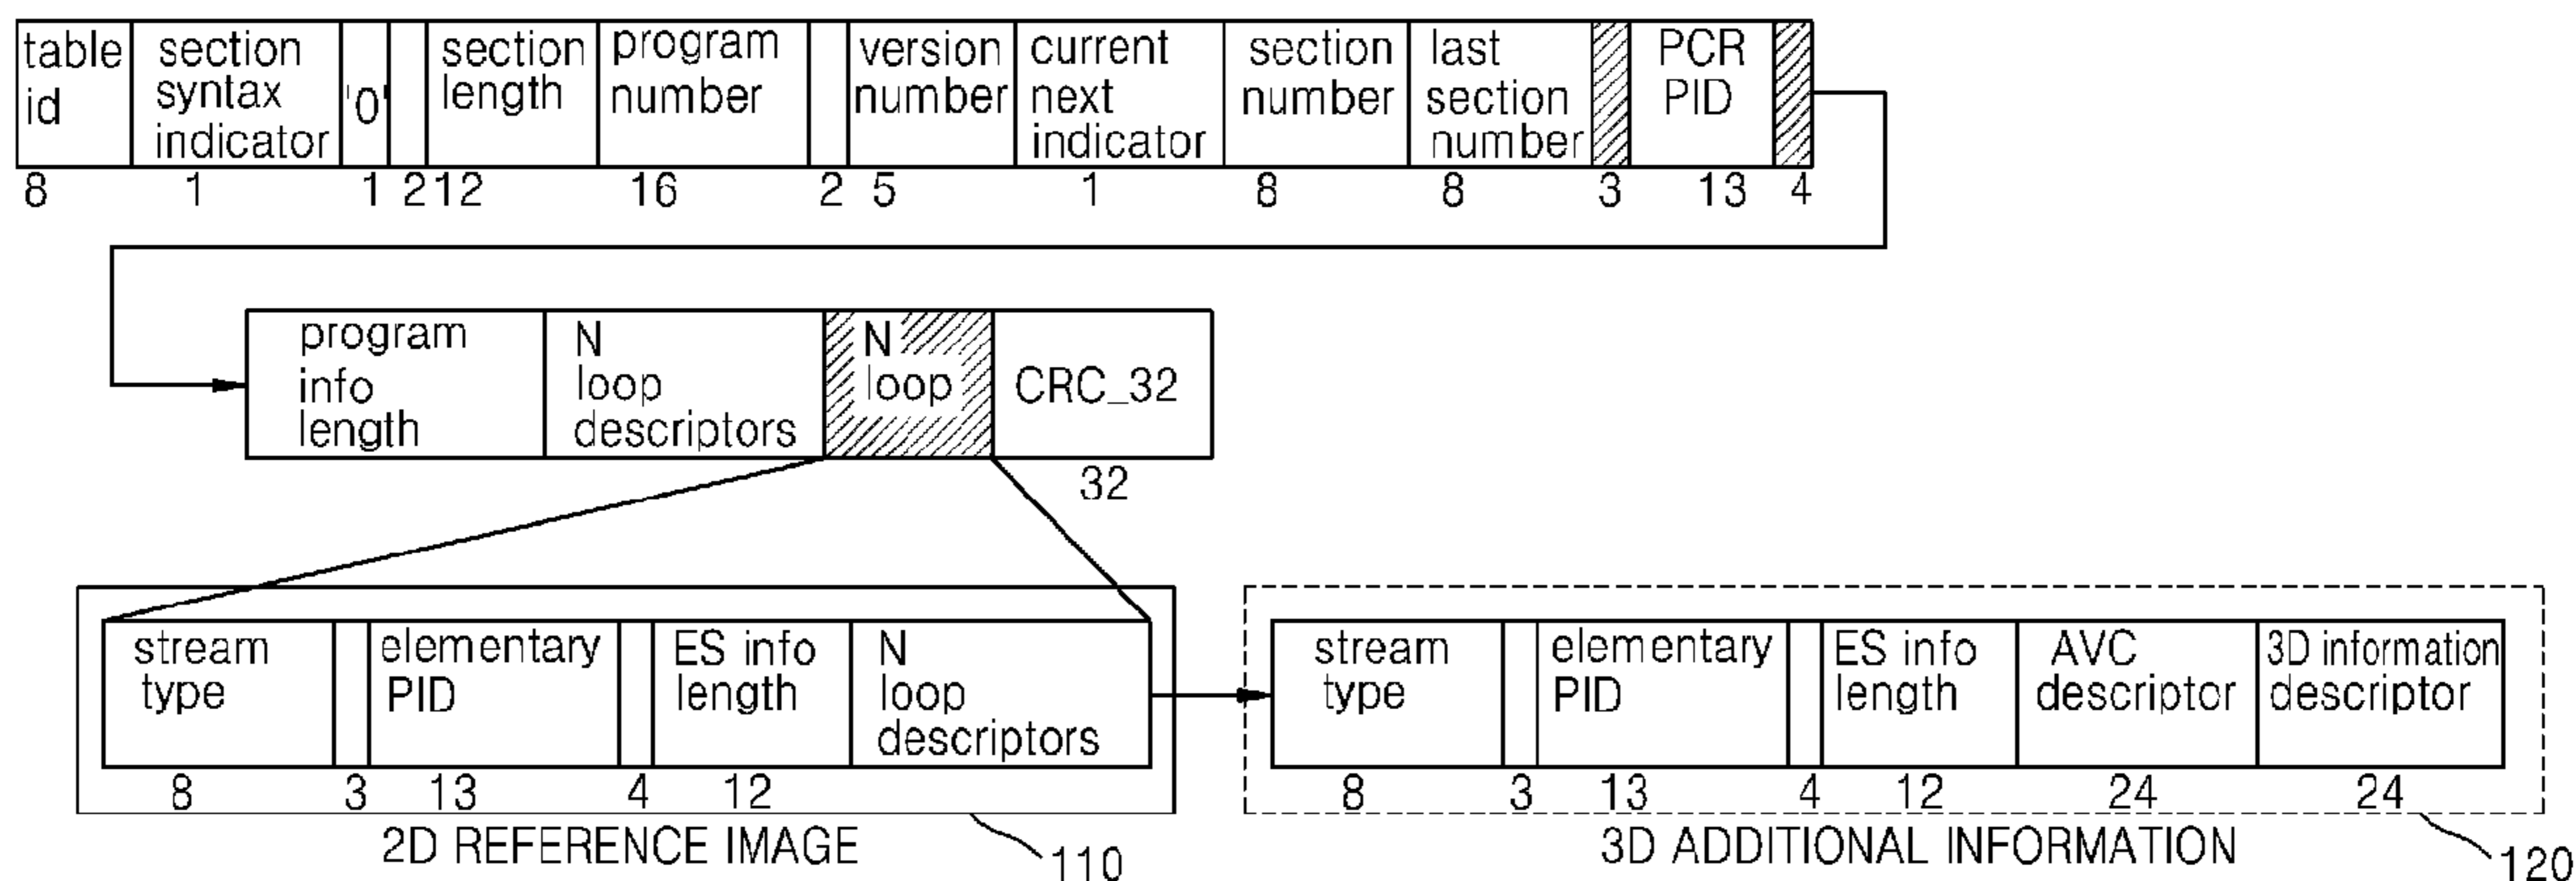 table id
section syntax indicator
'0'
section length
program number
version number
current next indicator
section number
last section number
PCR PID
8 1 1 2 12 16 2 5 1 8 8 3 13 4
program info length
N loop descriptors
N loop
CRC_32
32
stream type
elementary PID
ES info length
N loop descriptors
8 3 13 4 12
2D REFERENCE IMAGE
110
stream type
elementary PID
ES info length
AVC descriptor
3D information descriptor
8 3 13 4 12 24 24
3D ADDITIONAL INFORMATION
120